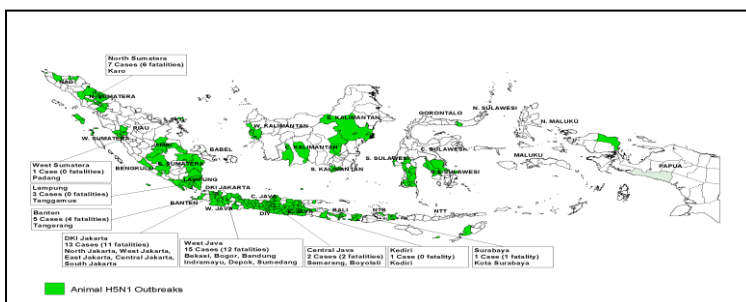 North Sumatera
7 Cases (6 fatalities)
Karo
NAD
N. SUMATERA
RIAU
W. SUMATERA
JAMBI
BABEL
S. SUMATERA
BENGKULU
LAMPUNG
W. KALIMANTAN
E. KALIMANTAN
KALIMANTAN
S. KALIMANTAN
GORONTALO
N. SULAWESI
N. MALUKU
C. SULAWESI
S. SULAWESI
S.E. SULAWESI
MALUKU
PAPUA
DKI JAKARTA
BANTEN
W. JAVA
C. JAVA
DIY
E. JAVA
BALI
NTB
NTT
West Sumatera
1 Case (0 fatalities)
Padang
Lampung
3 Cases (0 fatalities)
Tanggamus
Banten
5 Cases (4 fatalities)
Tangerang
DKI Jakarta
13 Cases (11 fatalities)
North Jakarta, West Jakarta,
East Jakarta, Central Jakarta,
South Jakarta
West Java
15 Cases (12 fatalities)
Bekasi, Bogor, Bandung
Indramayu, Depok, Sumedang
Central Java
2 Cases (2 fatalities)
Semarang, Boyolali
Kediri
1 Case (0 fatality)
Kediri
Surabaya
1 Case (1 fatality)
Kota Surabaya
Animal H5N1 Outbreaks